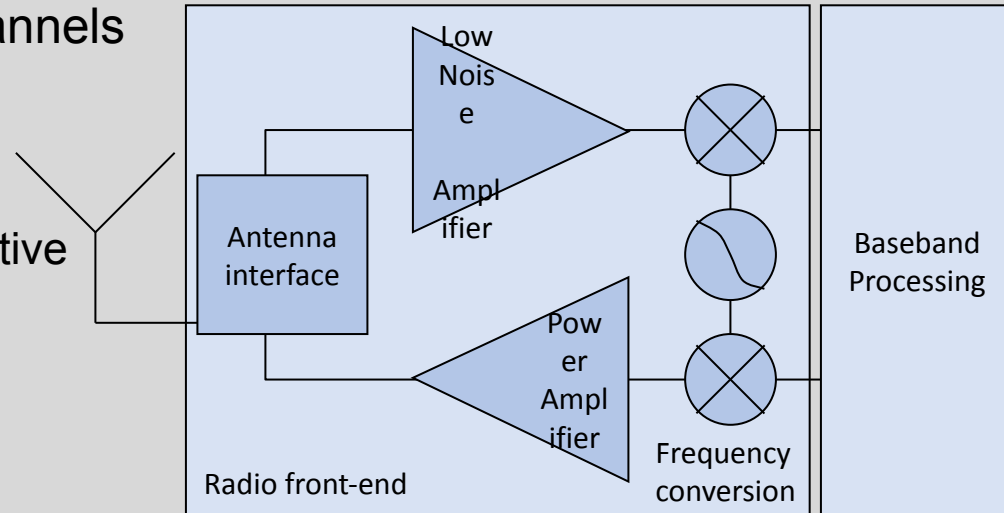 annels
tive
Antenna
interface
Low
Nois
e
Ampl
ifier
Pow
er
Ampl
ifier
Frequency
conversion
Radio front-end
Baseband
Processing